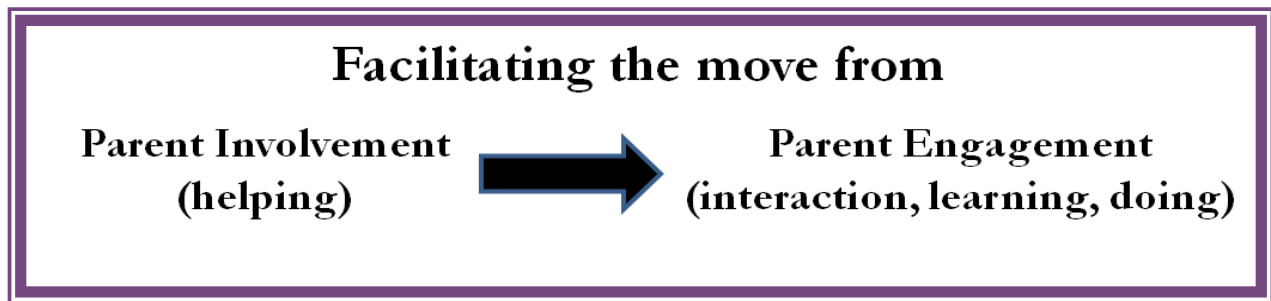 Facilitating the move from
Parent Involvement
(helping)
Parent Engagement
(interaction, learning, doing)